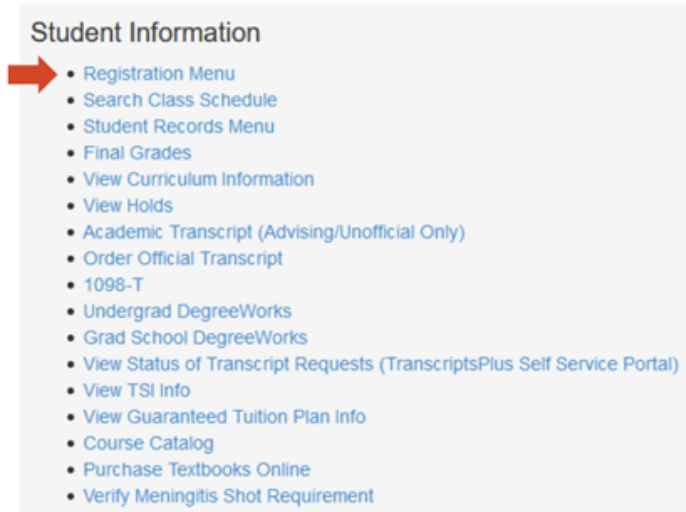 Student Information
Registration Menu
Search Class Schedule
Student Records Menu
Final Grades
View Curriculum Information
View Holds
Academic Transcript (Advising/Unofficial Only)
Order Official Transcript
1098-T
Undergrad DegreeWorks
Grad School DegreeWorks
View Status of Transcript Requests (TranscriptsPlus Self Service Portal)
View TSI Info
View Guaranteed Tuition Plan Info
Course Catalog
Purchase Textbooks Online
Verify Meningitis Shot Requirement